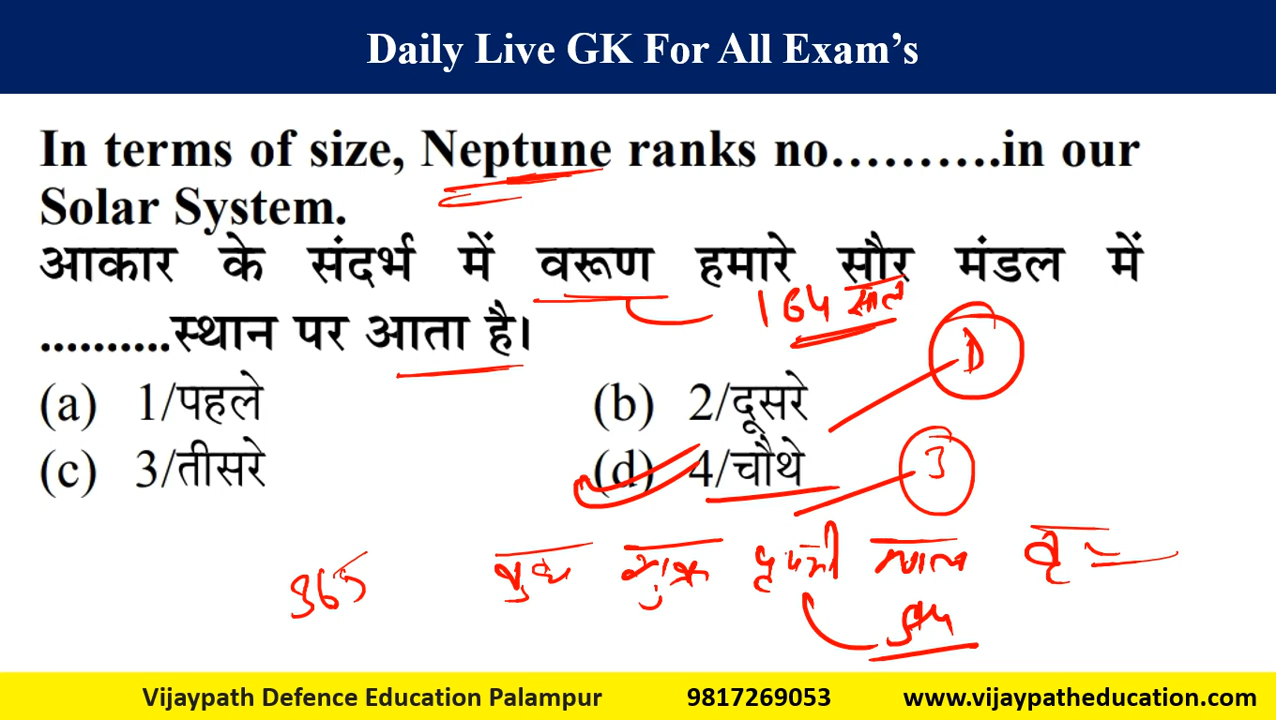 Daily Live GK For All Exam’s
In terms of size, Neptune ranks no……….in our
Solar System.
आकार के संदर्भ में वरूण हमारे सौर मंडल में
..........स्थान पर आता है।
164 साल
D
(a) 1/पहले (b) 2/दूसरे
(c) 3/तीसरे (d) 4/चौथे
3
365 बुध शुक्र पृथ्वी
Vijaypath Defence Education Palampur 9817269053 www.vijaypatheducation.com